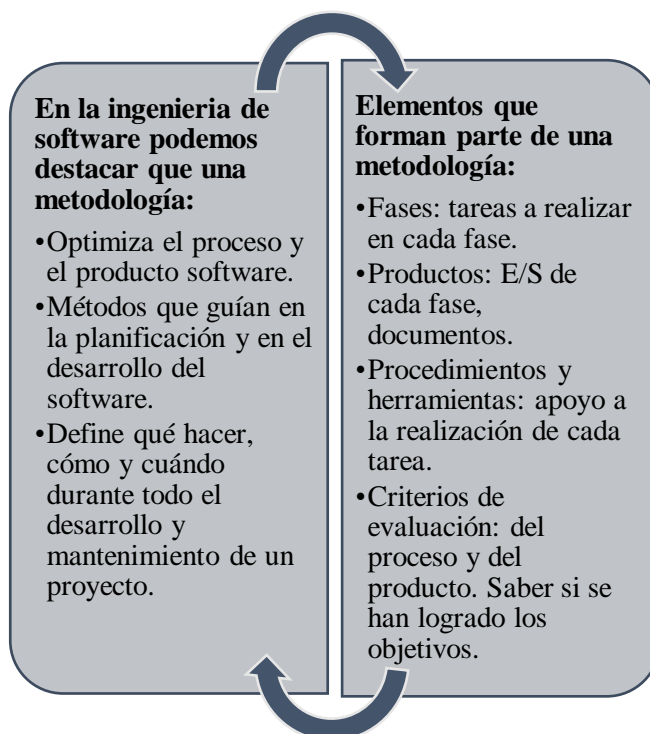 En la ingenieria de
software podemos
destacar que una
metodología:
•Optimiza el proceso y
el producto software.
•Métodos que guían en
la planificación y en el
desarrollo del
software.
•Define qué hacer,
cómo y cuándo
durante todo el
desarrollo y
mantenimiento de un
proyecto.
Elementos que
forman parte de una
metodología:
•Fases: tareas a realizar
en cada fase.
•Productos: E/S de
cada fase,
documentos.
•Procedimientos y
herramientas: apoyo a
la realización de cada
tarea.
•Criterios de
evaluación: del
proceso y del
producto. Saber si se
han logrado los
objetivos.